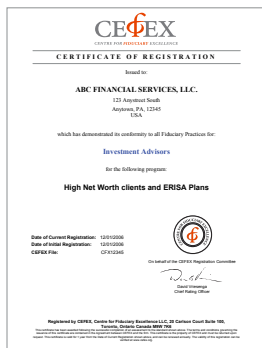 CEFEX
CENTRE FOR FIDUCIARY EXCELLENCE
CERTIFICATE OF REGISTRATION
Issued to:
ABC FINANCIAL SERVICES, LLC.
123 Anystreet South
Anytown, PA, 12345
USA
which has demonstrated its conformity to all Fiduciary Practices for:
Investment Advisors
for the following program:
High Net Worth clients and ERISA Plans
Date of Current Registration: 12/01/2006
Date of Initial Registration: 12/01/2006
CEFEX File: CFX12345
On behalf of the CEFEX Registration Committee
Chief Rating Officer
Registered by CEFEX, Centre for Fiduciary Excellence LLC, 20 Carlson Court Suite 100,
Toronto, Ontario Canada M9W 7K6